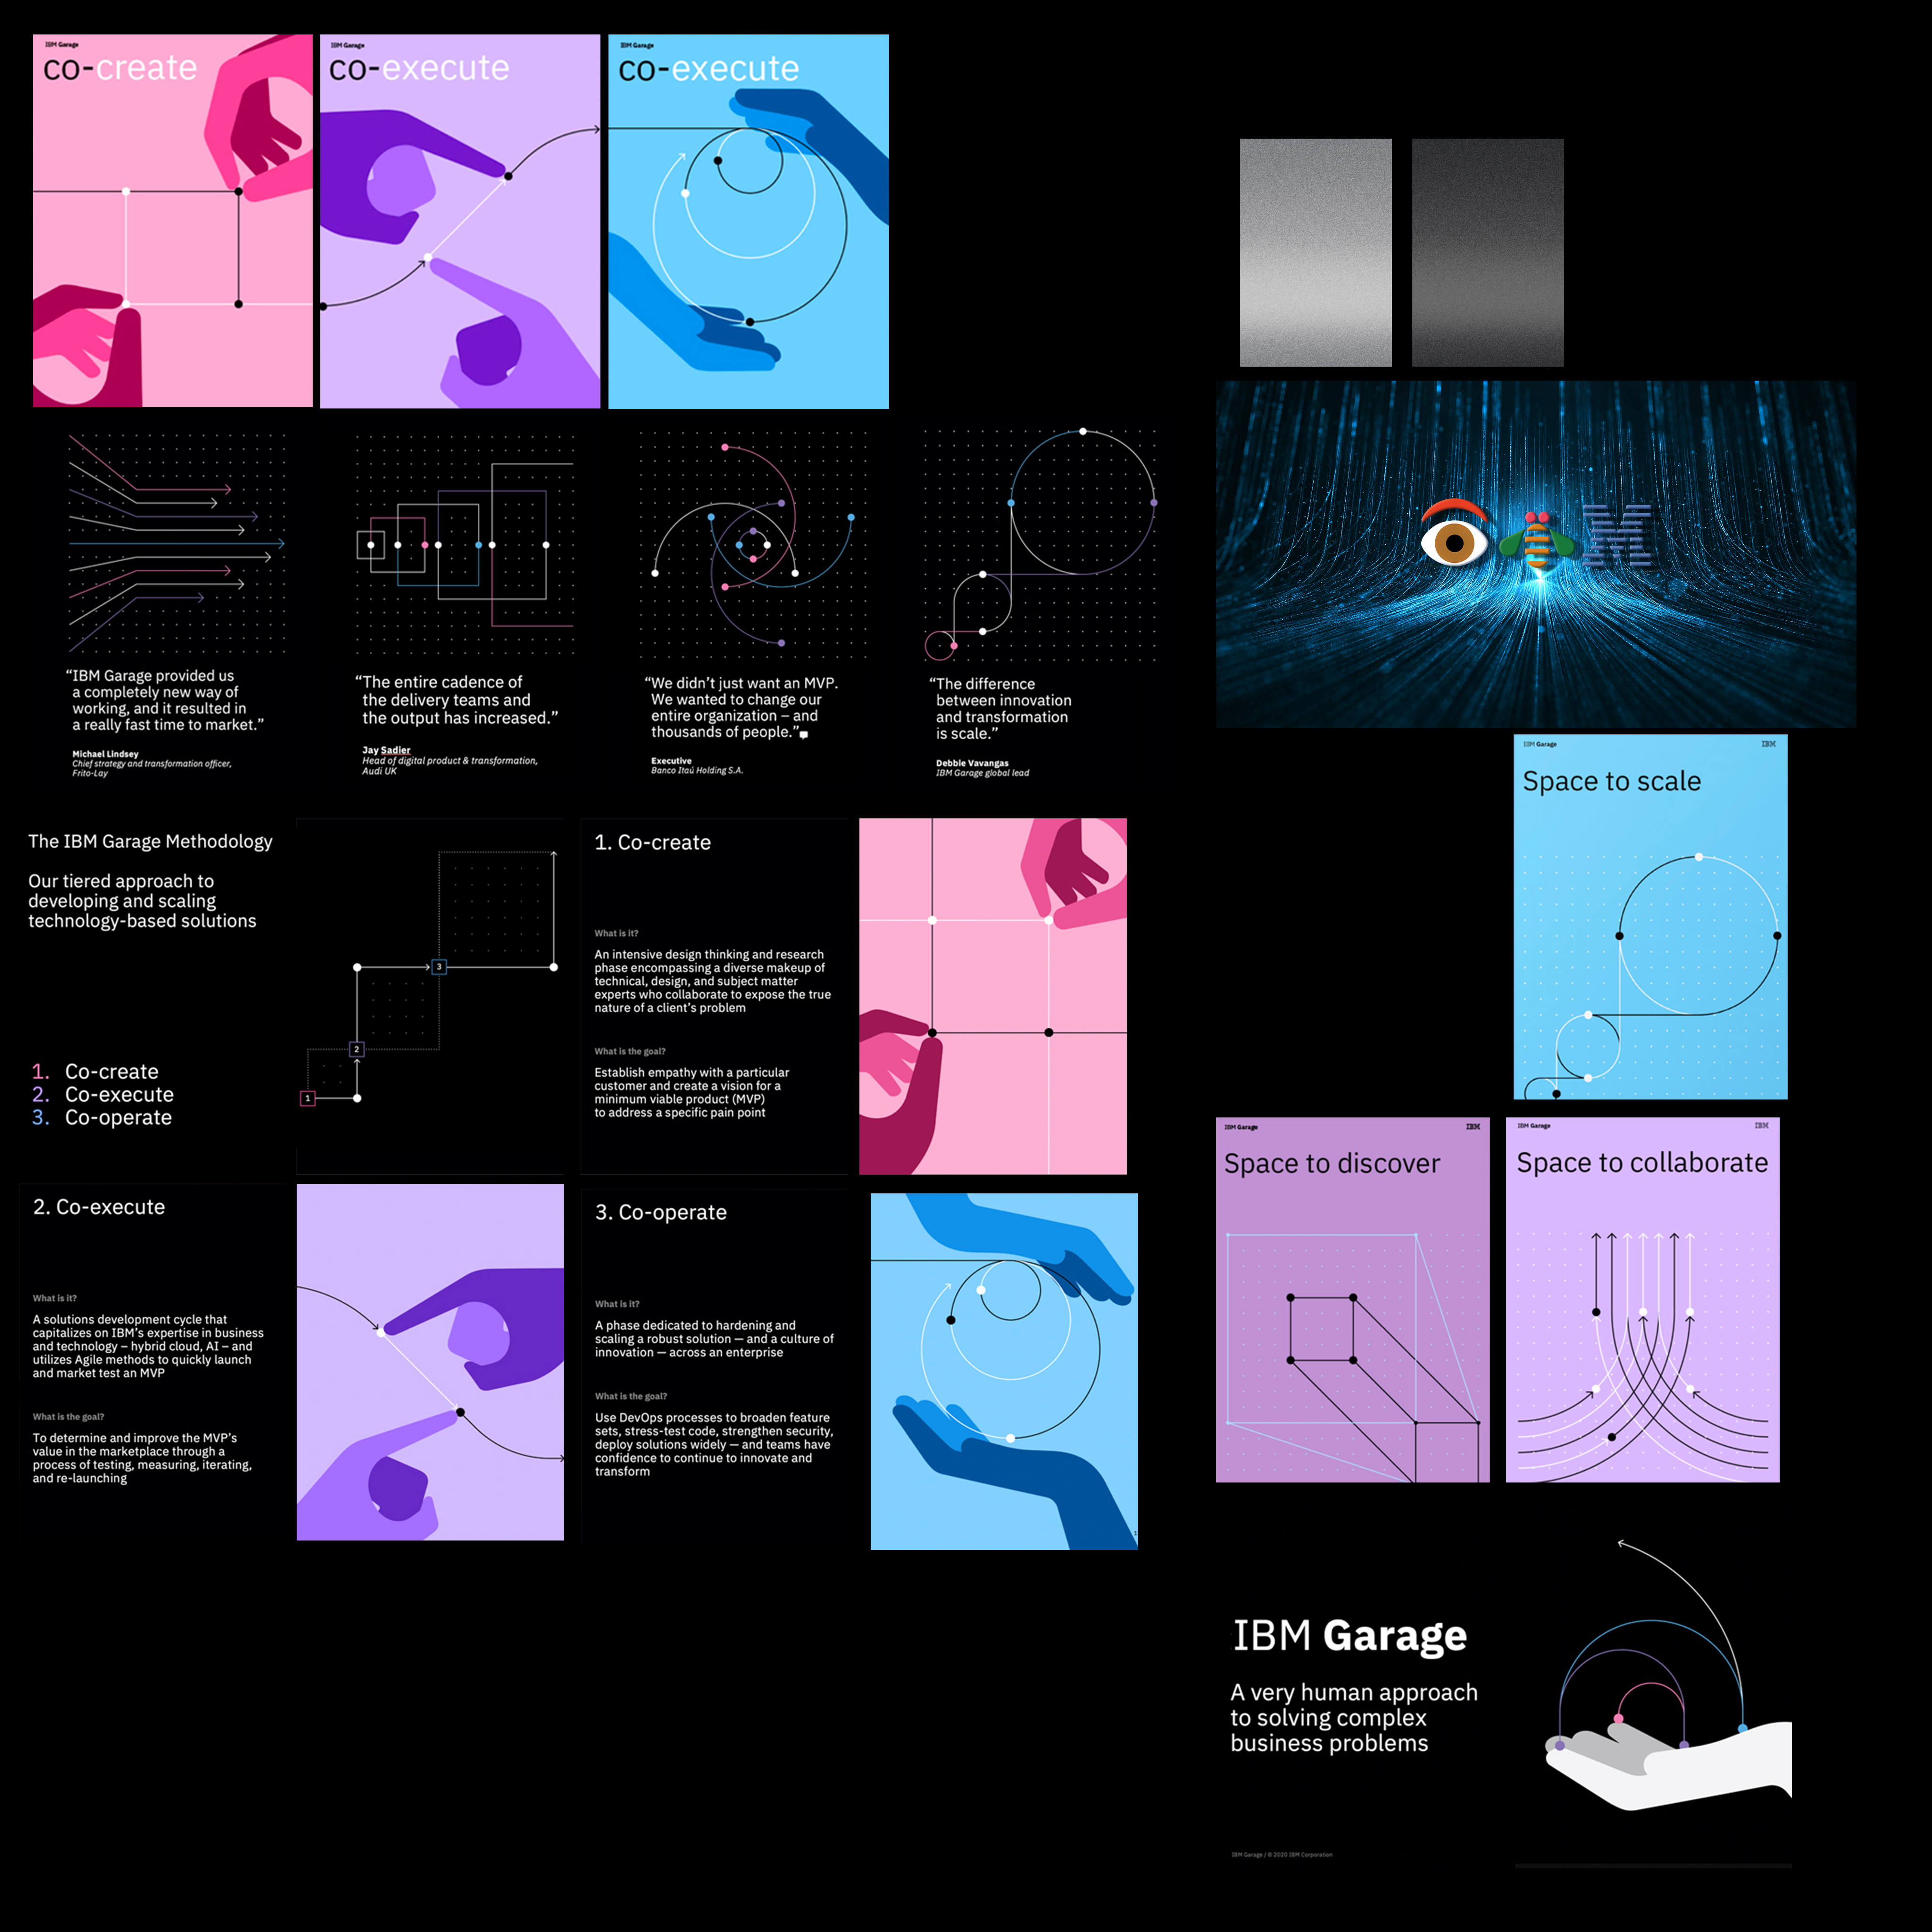 IBM Garage
co-create
IBM Garage
co-execute
IBM Garage
co-execute
“IBM Garage provided us
a completely new way of
working, and it resulted in
a really fast time to market.”
Michael Lindsey
Chief strategy and transformation officer,
Frito-Lay
“The entire cadence of
the delivery teams and
the output has increased.”
Jay Sadler
Head of digital product & transformation,
Audi UK
“We didn’t just want an MVP.
We wanted to change our
entire organization – and
thousands of people.”
Executive
Banco Itaú Holding S.A.
“The difference
between innovation
and transformation
is scale.”
Debbie Vavangas
IBM Garage global lead
M
The IBM Garage Methodology
Our tiered approach to
developing and scaling
technology-based solutions
1. Co-create
2. Co-execute
3. Co-operate
3
2
1
1. Co-create
What is it?
An intensive design thinking and research
phase encompassing a diverse makeup of
technical, design, and subject matter
experts who collaborate to expose the true
nature of a client’s problem
What is the goal?
Establish empathy with a particular
customer and create a vision for a
minimum viable product (MVP)
to address a specific pain point
2. Co-execute
What is it?
A solutions development cycle that
capitalizes on IBM’s expertise in business
and technology – hybrid cloud, AI – and
utilizes Agile methods to quickly launch
and market test an MVP
What is the goal?
To determine and improve the MVP’s
value in the marketplace through a
process of testing, measuring, iterating,
and re-launching
3. Co-operate
What is it?
A phase dedicated to hardening and
scaling a robust solution — and a culture of
innovation — across an enterprise
What is the goal?
Use DevOps processes to broaden feature
sets, stress-test code, strengthen security,
deploy solutions widely — and teams have
confidence to continue to innovate and
transform
IBM Garage IBM
Space to scale
IBM Garage IBM
Space to discover
IBM Garage IBM
Space to collaborate
IBM Garage
A very human approach
to solving complex
business problems
IBM Garage / © 2020 IBM Corporation